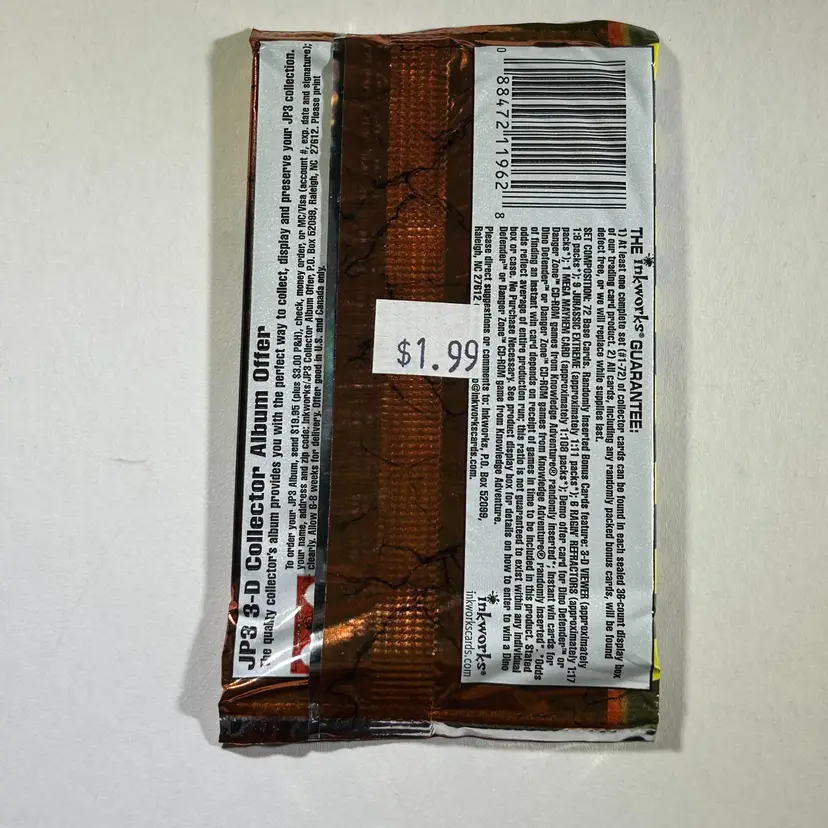 JP3 3-D Collector Album Offer
The quality collector's album provides you with the perfect way to collect, display and preserve your JP3 collection.
To order your JP3 Album, send $19.95 (plus $3.00 P&H), check, money order, or MC/Visa (account #, exp. date and signature);
your name, address and zip code: Inkworks/JP3 Collector Album Offer, P.O. Box 52089, Raleigh, NC 27612. Please print
clearly. Allow 6-8 weeks for delivery. Offer good in U.S. and Canada only.
$1.99
0 88472 11962 8
THE Inkworks® GUARANTEE:
1) At least one complete set (#1-72) of collector cards can be found in each sealed 36-count display box
of our trading card product. 2) All cards, including any randomly packed bonus cards, will be found
defect free, or we will replace while supplies last.
SET COMPOSITION: 72 Base Cards. Randomly Inserted Bonus Cards feature: 3-D VIEWER (approximately
1:8 packs*); 9 JURASSIC EXTREME (approximately 1:11 packs*); 6 RAGIN' REFRACTORS (approximately 1:17
packs*); 1 MEGA MAYHEM CARD (approximately 1:108 packs*); Demo offer card for Dino Defender™ or
Danger Zone™ CD-ROM games from Knowledge Adventure® randomly inserted*; Instant win cards for
Dino Defender™ or Danger Zone™ CD-ROM games from Knowledge Adventure® randomly inserted*. *Odds
of finding an instant win card depends on receipt of games in time to be included in this product. Stated
odds reflect average of entire production run; this ratio is not guaranteed to exist within any individual
box or case. No Purchase Necessary. See product display box for details on how to enter to win a Dino
Defender™ or Danger Zone™ CD-ROM game from Knowledge Adventure.
Please direct suggestions or comments to: Inkworks, P.O. Box 52089,
Raleigh, NC 27612 @inkworkscards.com.
Inkworks®
inkworkscards.com